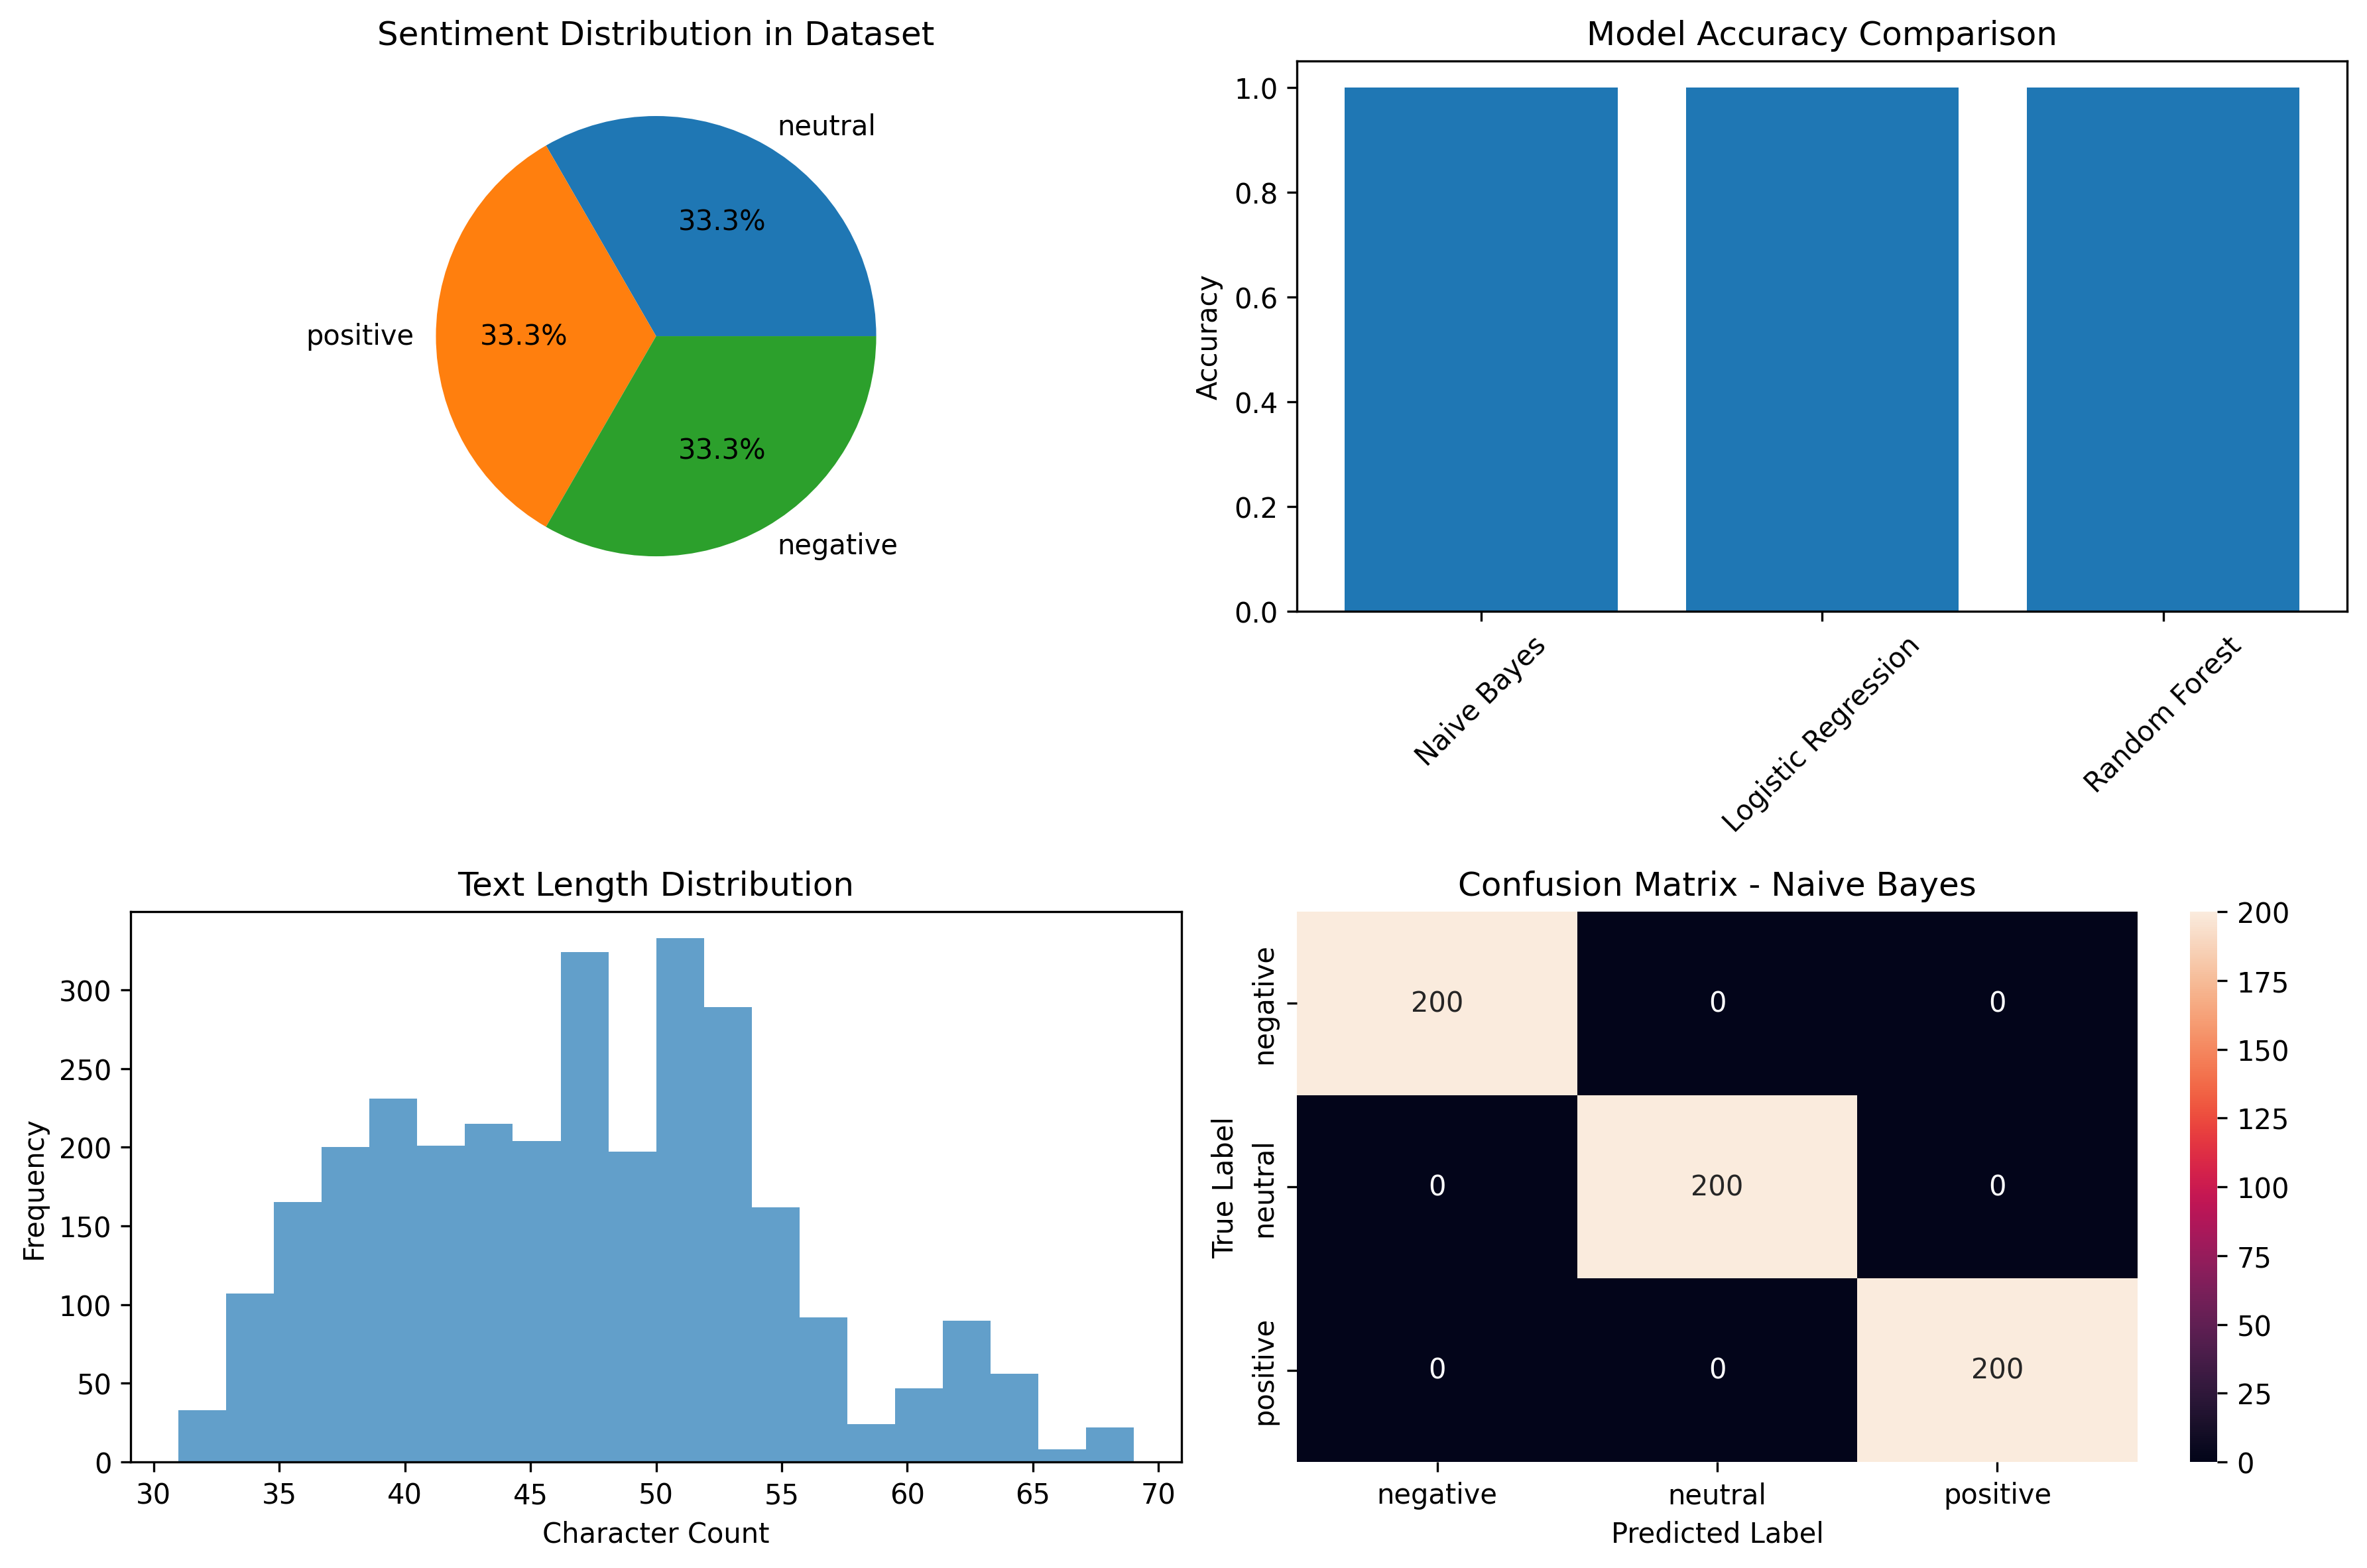 Sentiment Distribution in Dataset
neutral
33.3%
positive
33.3%
33.3%
negative
Model Accuracy Comparison
Accuracy
1.0
0.8
0.6
0.4
0.2
0.0
Naive Bayes
Logistic Regression
Random Forest
Text Length Distribution
Frequency
300
250
200
150
100
50
0
30 35 40 45 50 55 60 65 70
Character Count
Confusion Matrix - Naive Bayes
True Label
negative
neutral
positive
200 0 0
0 200 0
0 0 200
negative neutral positive
Predicted Label
200
175
150
125
100
75
50
25
0